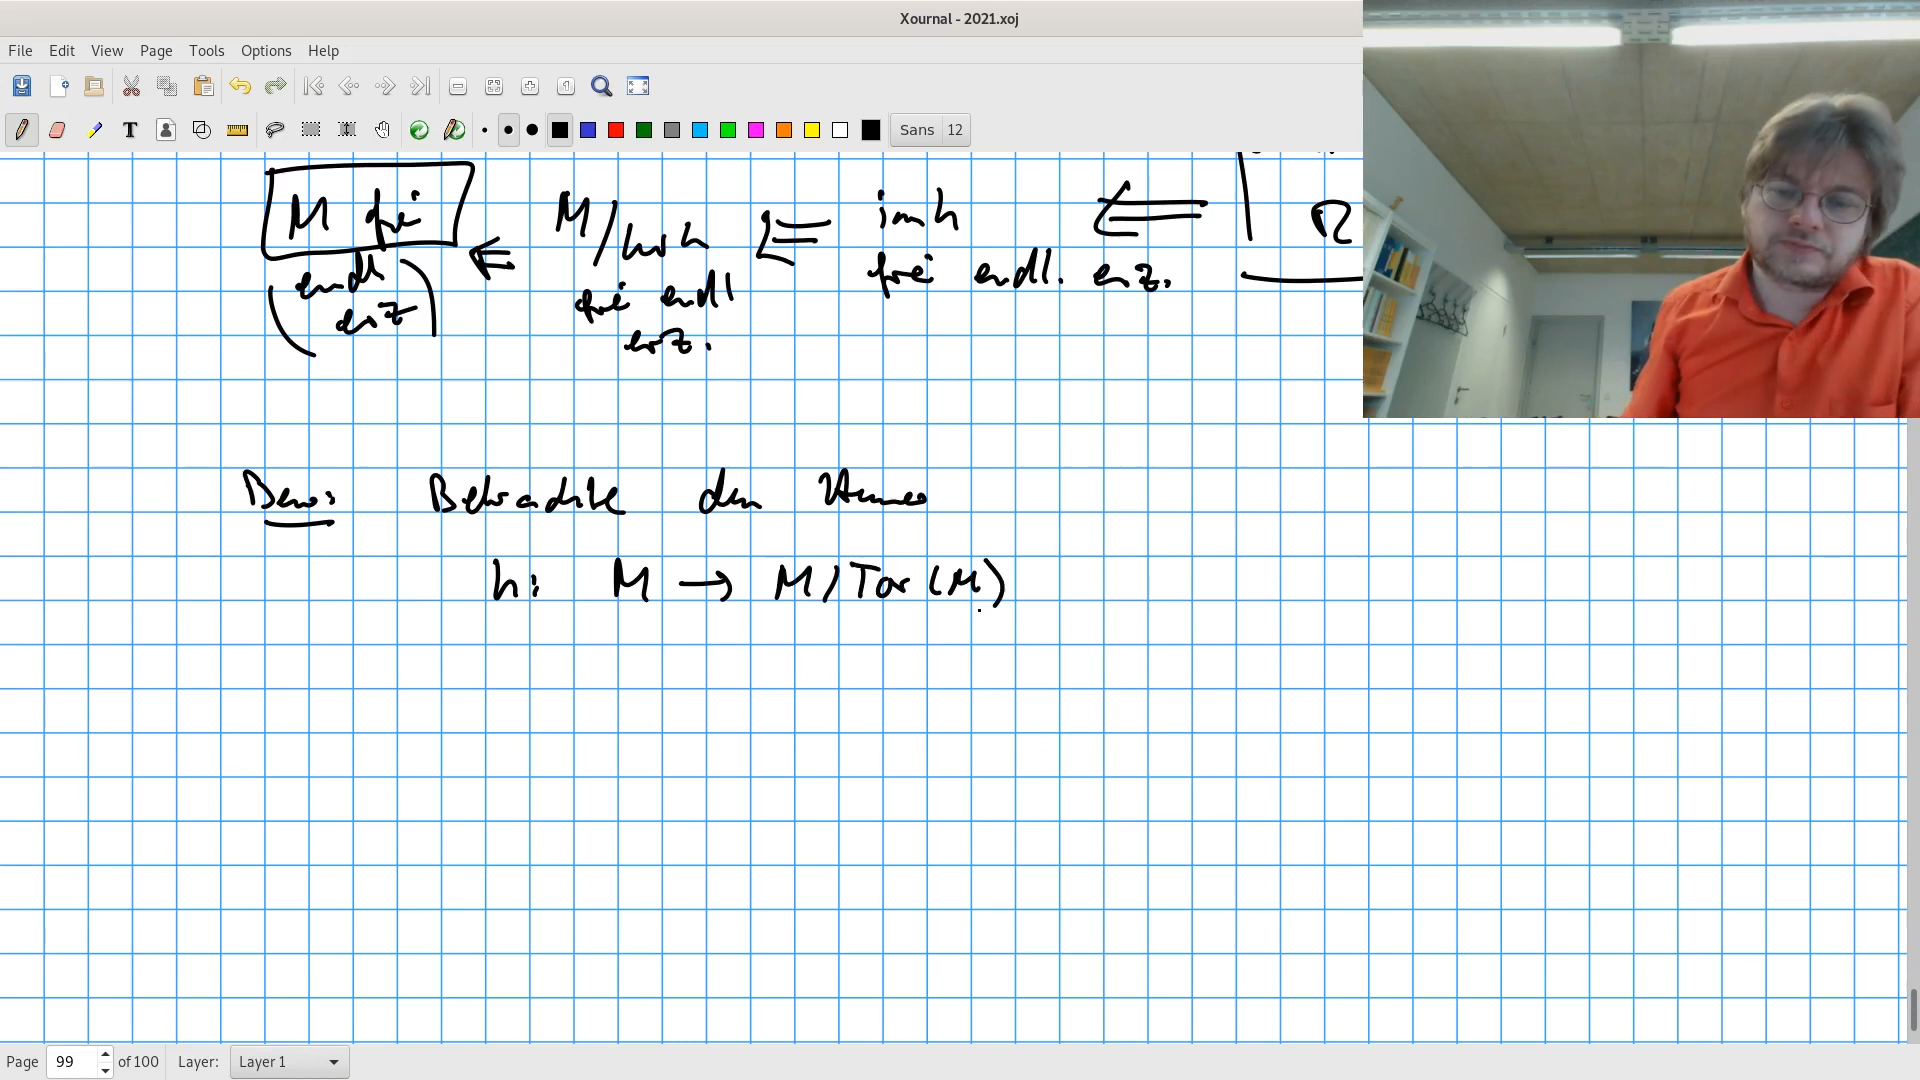 Xournal - 2021.xoj
File Edit View Page Tools Options Help
Sans 12
M frei M/ker h ⇐ im h ⇐ R
endl erz ⇐ frei endl erz. frei endl. erz.
Bew: Betrachte den Homo
h: M → M/Tor(M)
Page 99 of 100 Layer: Layer 1